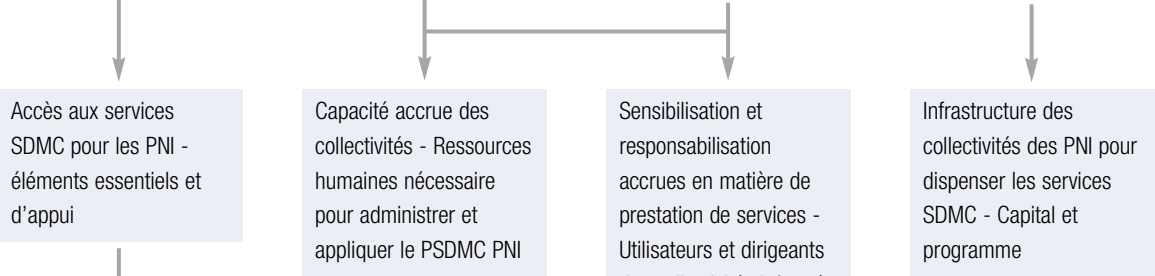 Accès aux services
SDMC pour les PNI -
éléments essentiels et
d'appui
Capacité accrue des
collectivités - Ressources
humaines nécessaire
pour administrer et
appliquer le PSDMC PNI
Sensibilisation et
responsabilisation
accrues en matière de
prestation de services -
Utilisateurs et dirigeants
Infrastructure des
collectivités des PNI pour
dispenser les services
SDMC - Capital et
programme